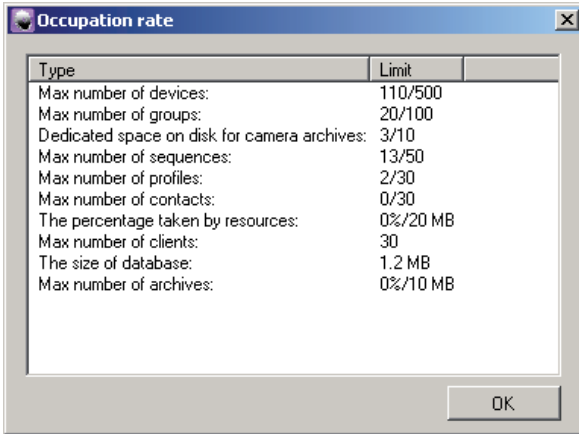 Occupation rate
Type Limit
Max number of devices: 110/500
Max number of groups: 20/100
Dedicated space on disk for camera archives: 3/10
Max number of sequences: 13/50
Max number of profiles: 2/30
Max number of contacts: 0/30
The percentage taken by resources: 0%/20 MB
Max number of clients: 30
The size of database: 1.2 MB
Max number of archives: 0%/10 MB
OK